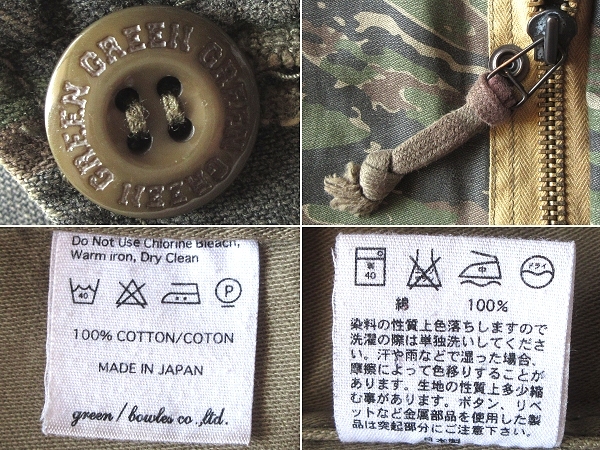 GREEN GREEN GREEN GREEN GREEN
Do Not Use Chlorine Bleach,
Warm iron, Dry Clean
40
P
100% COTTON/COTON
MADE IN JAPAN
green / bowles co.,ltd.
弱
40
中
ドライ
綿 100%
染料の性質上色落ちしますので
洗濯の際は単独洗いしてくださ
い。汗や雨などで湿った場合、
摩擦によって色移りすることが
あります。生地の性質上多少縮
む事があります。ボタン、リベ
ットなど金属部品を使用した製
品は突起部分にご注意下さい。
日本製